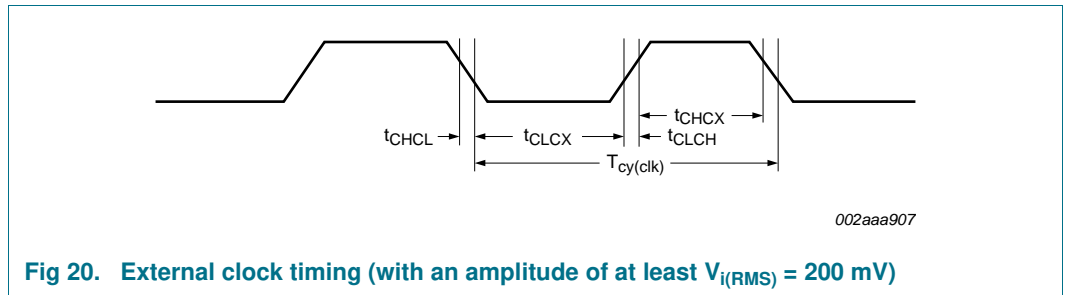 tCHCX
tCHCL tCLCX tCLCH
Tcy(clk)
002aaa907
Fig 20. External clock timing (with an amplitude of at least Vi(RMS) = 200 mV)